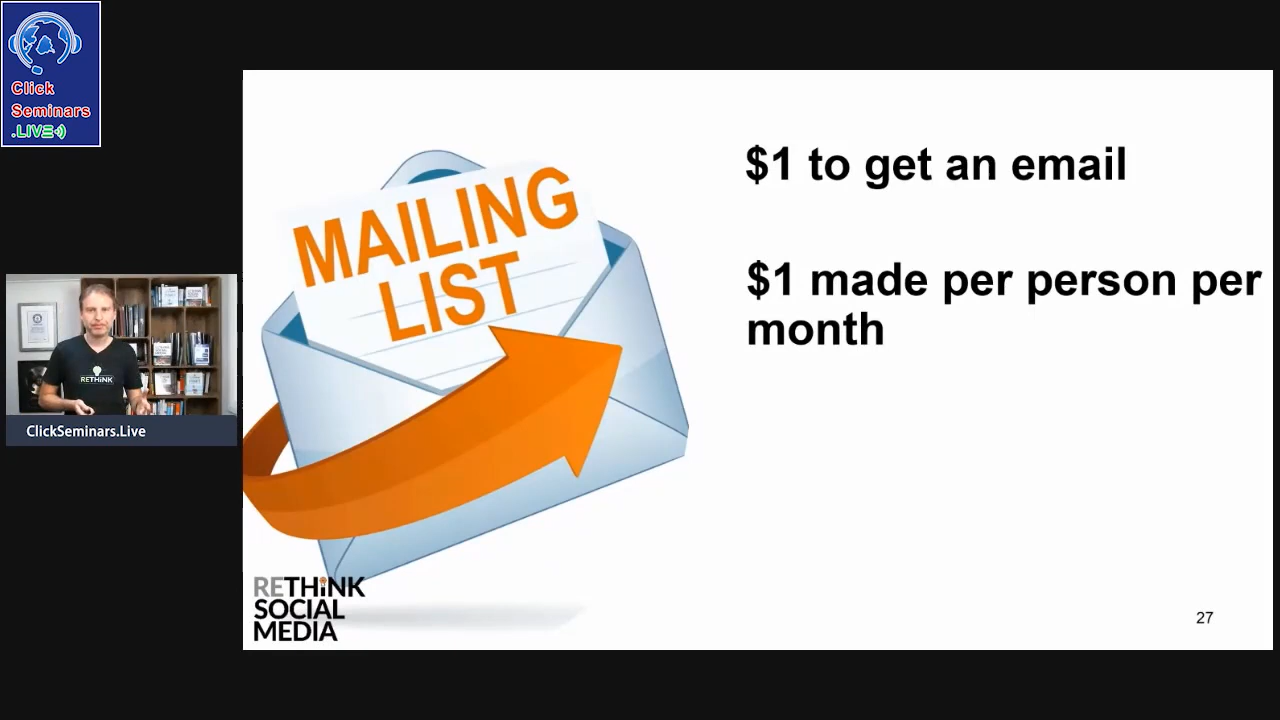 Click
Seminars
.LIVE
MAILING
LIST
$1 to get an email
$1 made per person per
month
RETHiNK
ClickSeminars.Live
RETHiNK
SOCIAL
MEDIA
27